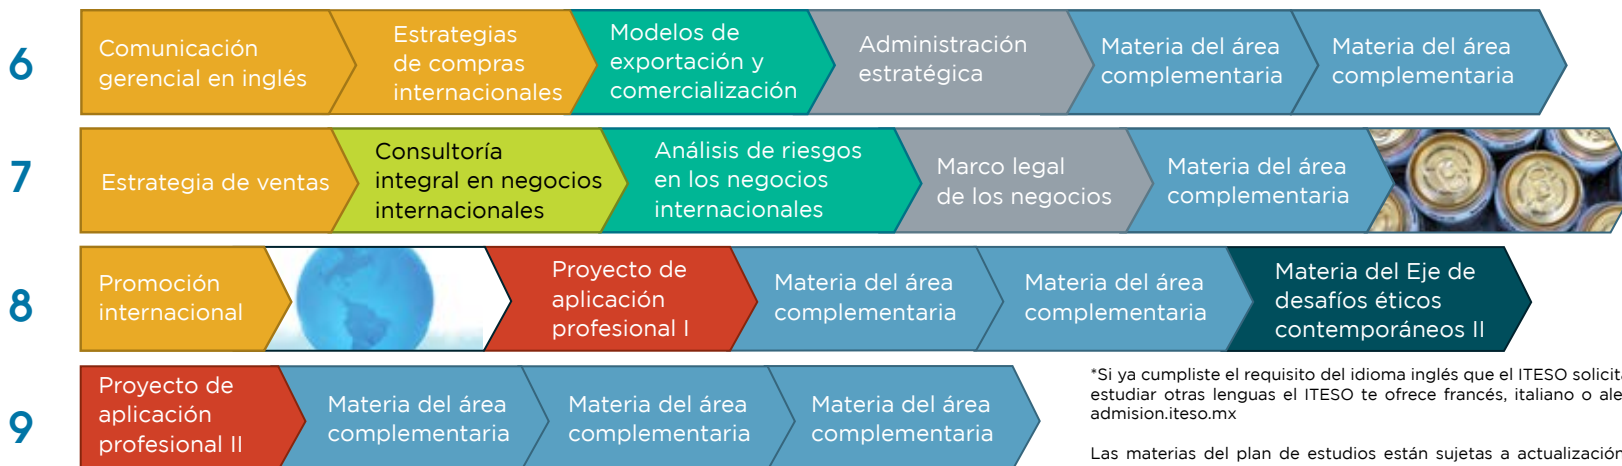 6
Comunicación
gerencial en inglés
Estrategias
de compras
internacionales
Modelos de
exportación y
comercialización
Administración
estratégica
Materia del área
complementaria
Materia del área
complementaria
7
Estrategia de ventas
Consultoría
integral en negocios
internacionales
Análisis de riesgos
en los negocios
internacionales
Marco legal
de los negocios
Materia del área
complementaria
8
Promoción
internacional
Proyecto de
aplicación
profesional I
Materia del área
complementaria
Materia del área
complementaria
Materia del Eje de
desafíos éticos
contemporáneos II
9
Proyecto de
aplicación
profesional II
Materia del área
complementaria
Materia del área
complementaria
Materia del área
complementaria
*Si ya cumpliste el requisito del idioma inglés que el ITESO solicita
estudiar otras lenguas el ITESO te ofrece francés, italiano o ale
admision.iteso.mx
Las materias del plan de estudios están sujetas a actualización